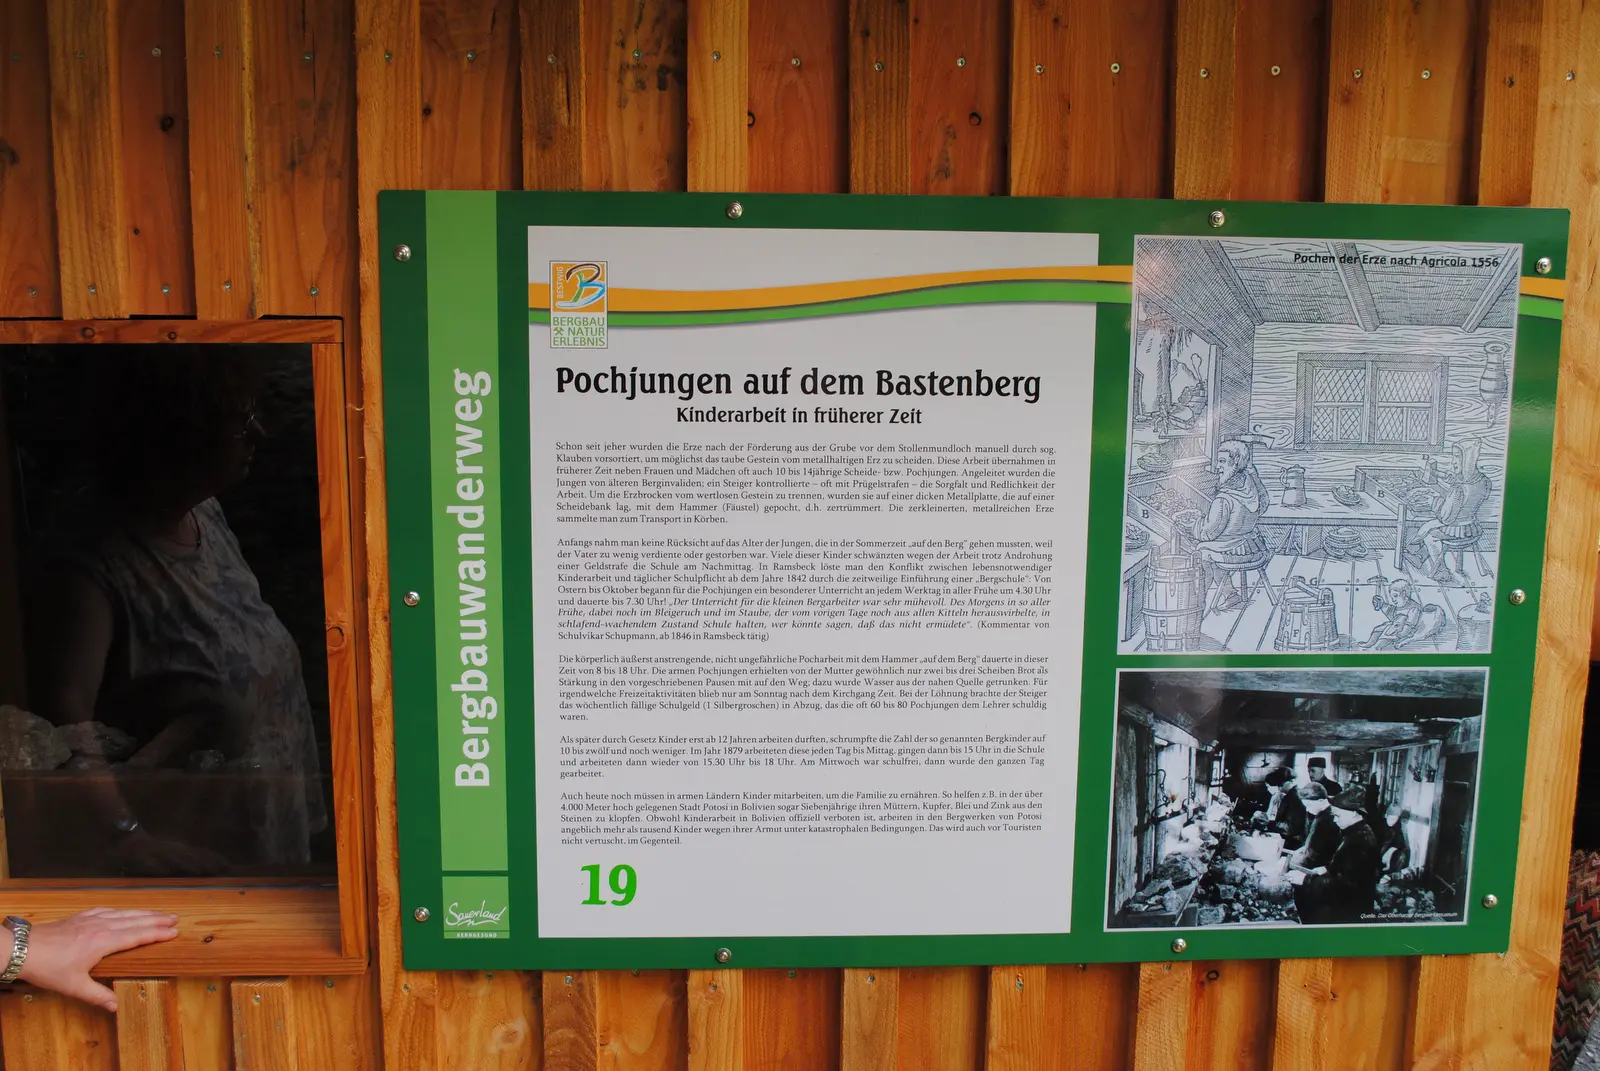 Bergbauwanderweg
Sauerland
BERGGESUND
BESTWIG
BERGBAU
NATUR
ERLEBNIS
Pochjungen auf dem Bastenberg
Kinderarbeit in früherer Zeit
Schon seit jeher wurden die Erze nach der Förderung aus der Grube vor dem Stollenmundloch manuell durch sog.
Klauben vorsortiert, um möglichst das taube Gestein vom metallhaltigen Erz zu scheiden. Diese Arbeit übernahmen in
früherer Zeit neben Frauen und Mädchen oft auch 10 bis 14jährige Scheide- bzw. Pochjungen. Angeleitet wurden die
Jungen von älteren Berginvaliden; ein Steiger kontrollierte – oft mit Prügelstrafen – die Sorgfalt und Redlichkeit der
Arbeit. Um die Erzbrocken vom wertlosen Gestein zu trennen, wurden sie auf einer dicken Metallplatte, die auf einer
Scheidebank lag, mit dem Hammer (Fäustel) gepocht, d.h. zertrümmert. Die zerkleinerten, metallreichen Erze
sammelte man zum Transport in Körben.
Anfangs nahm man keine Rücksicht auf das Alter der Jungen, die in der Sommerzeit „auf den Berg" gehen mussten, weil
der Vater zu wenig verdiente oder gestorben war. Viele dieser Kinder schwänzten wegen der Arbeit trotz Androhung
einer Geldstrafe die Schule am Nachmittag. In Ramsbeck löste man den Konflikt zwischen lebensnotwendiger
Kinderarbeit und täglicher Schulpflicht ab dem Jahre 1842 durch die zeitweilige Einführung einer „Bergschule": Von
Ostern bis Oktober begann für die Pochjungen ein besonderer Unterricht an jedem Werktag in aller Frühe um 4.30 Uhr
und dauerte bis 7.30 Uhr! „Der Unterricht für die kleinen Bergarbeiter war sehr mühevoll. Des Morgens in so aller
Frühe, dabei noch im Bleigeruch und im Staube, der vom vorigen Tage noch aus allen Kitteln herauswirbelte, in
schlafend-wachendem Zustand Schule halten, wer könnte sagen, daß das nicht ermüdete". (Kommentar von
Schulvikar Schupmann, ab 1846 in Ramsbeck tätig)
Die körperlich äußerst anstrengende, nicht ungefährliche Pocharbeit mit dem Hammer „auf dem Berg" dauerte in dieser
Zeit von 8 bis 18 Uhr. Die armen Pochjungen erhielten von der Mutter gewöhnlich nur zwei bis drei Scheiben Brot als
Stärkung in den vorgeschriebenen Pausen mit auf den Weg; dazu wurde Wasser aus der nahen Quelle getrunken. Für
irgendwelche Freizeitaktivitäten blieb nur am Sonntag nach dem Kirchgang Zeit. Bei der Löhnung brachte der Steiger
das wöchentlich fällige Schulgeld (1 Silbergroschen) in Abzug, das die oft 60 bis 80 Pochjungen dem Lehrer schuldig
waren.
Als später durch Gesetz Kinder erst ab 12 Jahren arbeiten durften, schrumpfte die Zahl der so genannten Bergkinder auf
10 bis zwölf und noch weniger. Im Jahr 1879 arbeiteten diese jeden Tag bis Mittag, gingen dann bis 15 Uhr in die Schule
und arbeiteten dann wieder von 15.30 Uhr bis 18 Uhr. Am Mittwoch war schulfrei, dann wurde den ganzen Tag
gearbeitet.
Auch heute noch müssen in armen Ländern Kinder mitarbeiten, um die Familie zu ernähren. So helfen z.B. in der über
4.000 Meter hoch gelegenen Stadt Potosi in Bolivien sogar Siebenjährige ihren Müttern, Kupfer, Blei und Zink aus den
Steinen zu klopfen. Obwohl Kinderarbeit in Bolivien offiziell verboten ist, arbeiten in den Bergwerken von Potosi
angeblich mehr als tausend Kinder wegen ihrer Armut unter katastrophalen Bedingungen. Das wird auch vor Touristen
nicht vertuscht, im Gegenteil.
19
Pochen der Erze nach Agricola 1556
C
B
B
E
F
Quelle: Das Oberharzer Bergwerksmuseum